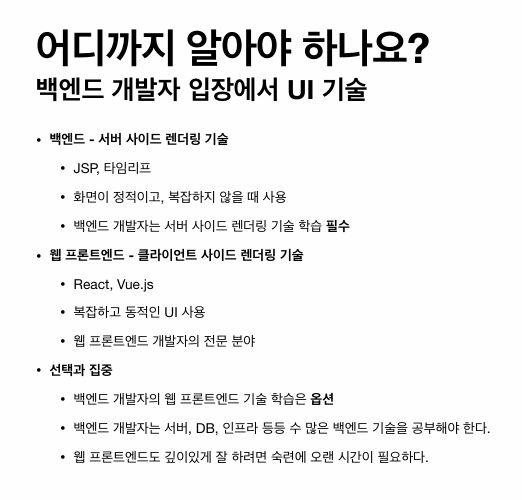 어디까지 알아야 하나요?
백엔드 개발자 입장에서 UI 기술
• 백엔드 - 서버 사이드 렌더링 기술
• JSP, 타임리프
• 화면이 정적이고, 복잡하지 않을 때 사용
• 백엔드 개발자는 서버 사이드 렌더링 기술 학습 필수
• 웹 프론트엔드 - 클라이언트 사이드 렌더링 기술
• React, Vue.js
• 복잡하고 동적인 UI 사용
• 웹 프론트엔드 개발자의 전문 분야
• 선택과 집중
• 백엔드 개발자의 웹 프론트엔드 기술 학습은 옵션
• 백엔드 개발자는 서버, DB, 인프라 등등 수 많은 백엔드 기술을 공부해야 한다.
• 웹 프론트엔드도 깊이있게 잘 하려면 숙련에 오랜 시간이 필요하다.